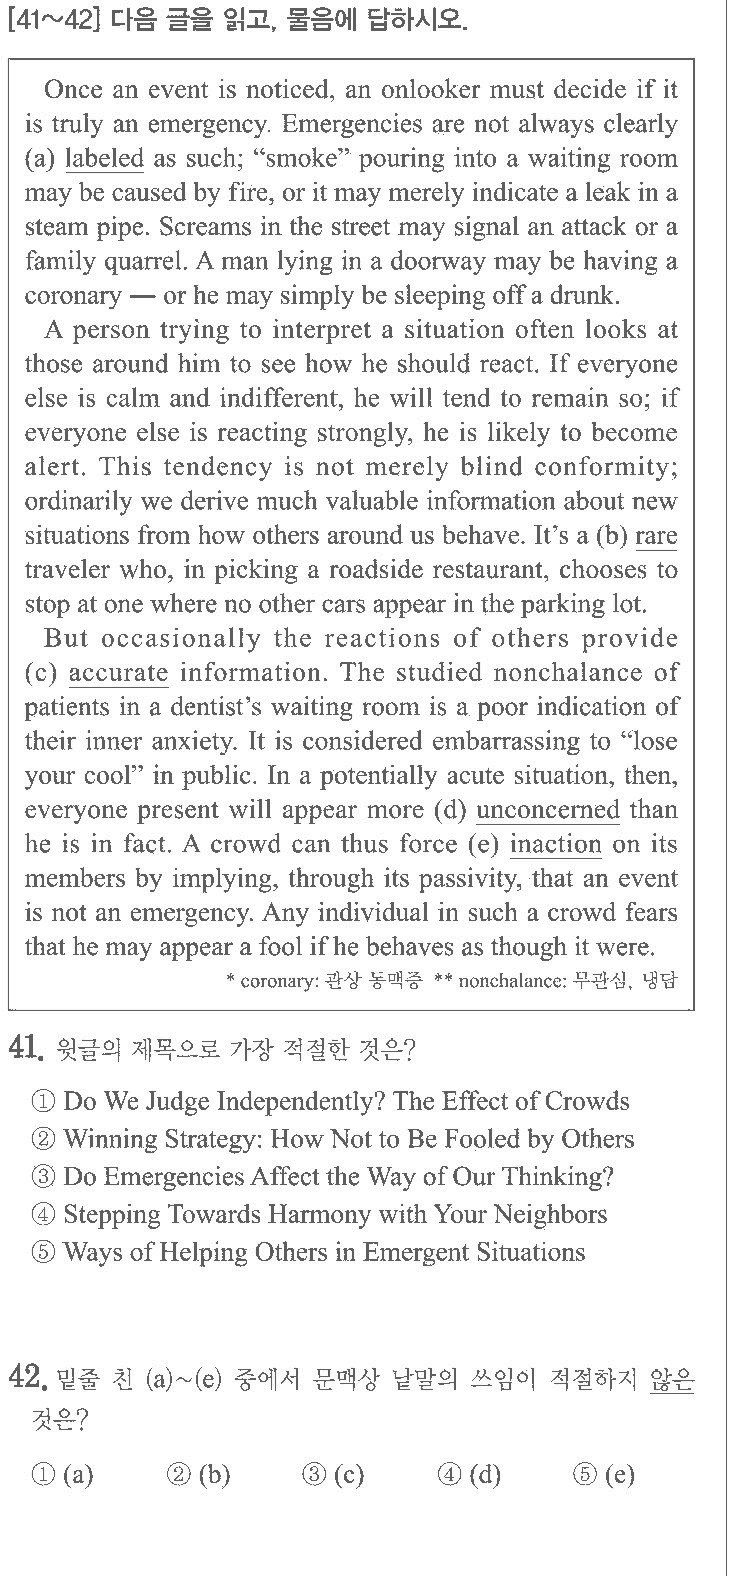 [41~42] 다음 글을 읽고, 물음에 답하시오.
Once an event is noticed, an onlooker must decide if it
is truly an emergency. Emergencies are not always clearly
(a) labeled as such; “smoke” pouring into a waiting room
may be caused by fire, or it may merely indicate a leak in a
steam pipe. Screams in the street may signal an attack or a
family quarrel. A man lying in a doorway may be having a
coronary — or he may simply be sleeping off a drunk.
A person trying to interpret a situation often looks at
those around him to see how he should react. If everyone
else is calm and indifferent, he will tend to remain so; if
everyone else is reacting strongly, he is likely to become
alert. This tendency is not merely blind conformity;
ordinarily we derive much valuable information about new
situations from how others around us behave. It’s a (b) rare
traveler who, in picking a roadside restaurant, chooses to
stop at one where no other cars appear in the parking lot.
But occasionally the reactions of others provide
(c) accurate information. The studied nonchalance of
patients in a dentist’s waiting room is a poor indication of
their inner anxiety. It is considered embarrassing to “lose
your cool” in public. In a potentially acute situation, then,
everyone present will appear more (d) unconcerned than
he is in fact. A crowd can thus force (e) inaction on its
members by implying, through its passivity, that an event
is not an emergency. Any individual in such a crowd fears
that he may appear a fool if he behaves as though it were.
* coronary: 관상 동맥증 ** nonchalance: 무관심, 냉담
41. 윗글의 제목으로 가장 적절한 것은?
① Do We Judge Independently? The Effect of Crowds
② Winning Strategy: How Not to Be Fooled by Others
③ Do Emergencies Affect the Way of Our Thinking?
④ Stepping Towards Harmony with Your Neighbors
⑤ Ways of Helping Others in Emergent Situations
42. 밑줄 친 (a)~(e) 중에서 문맥상 낱말의 쓰임이 적절하지 않은
것은?
① (a) ② (b) ③ (c) ④ (d) ⑤ (e)